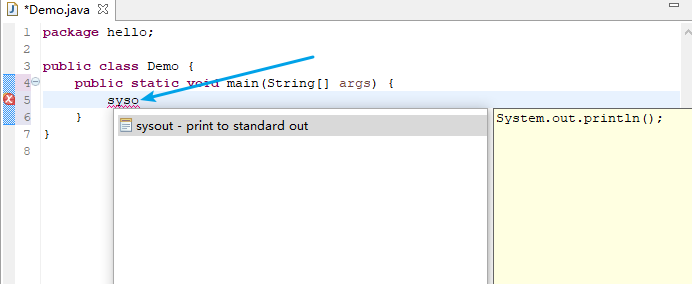 *Demo.java
1 package hello;
2
3 public class Demo {
4 public static void main(String[] args) {
5 syso
6 }
7 }
8
sysout - print to standard out
System.out.println();